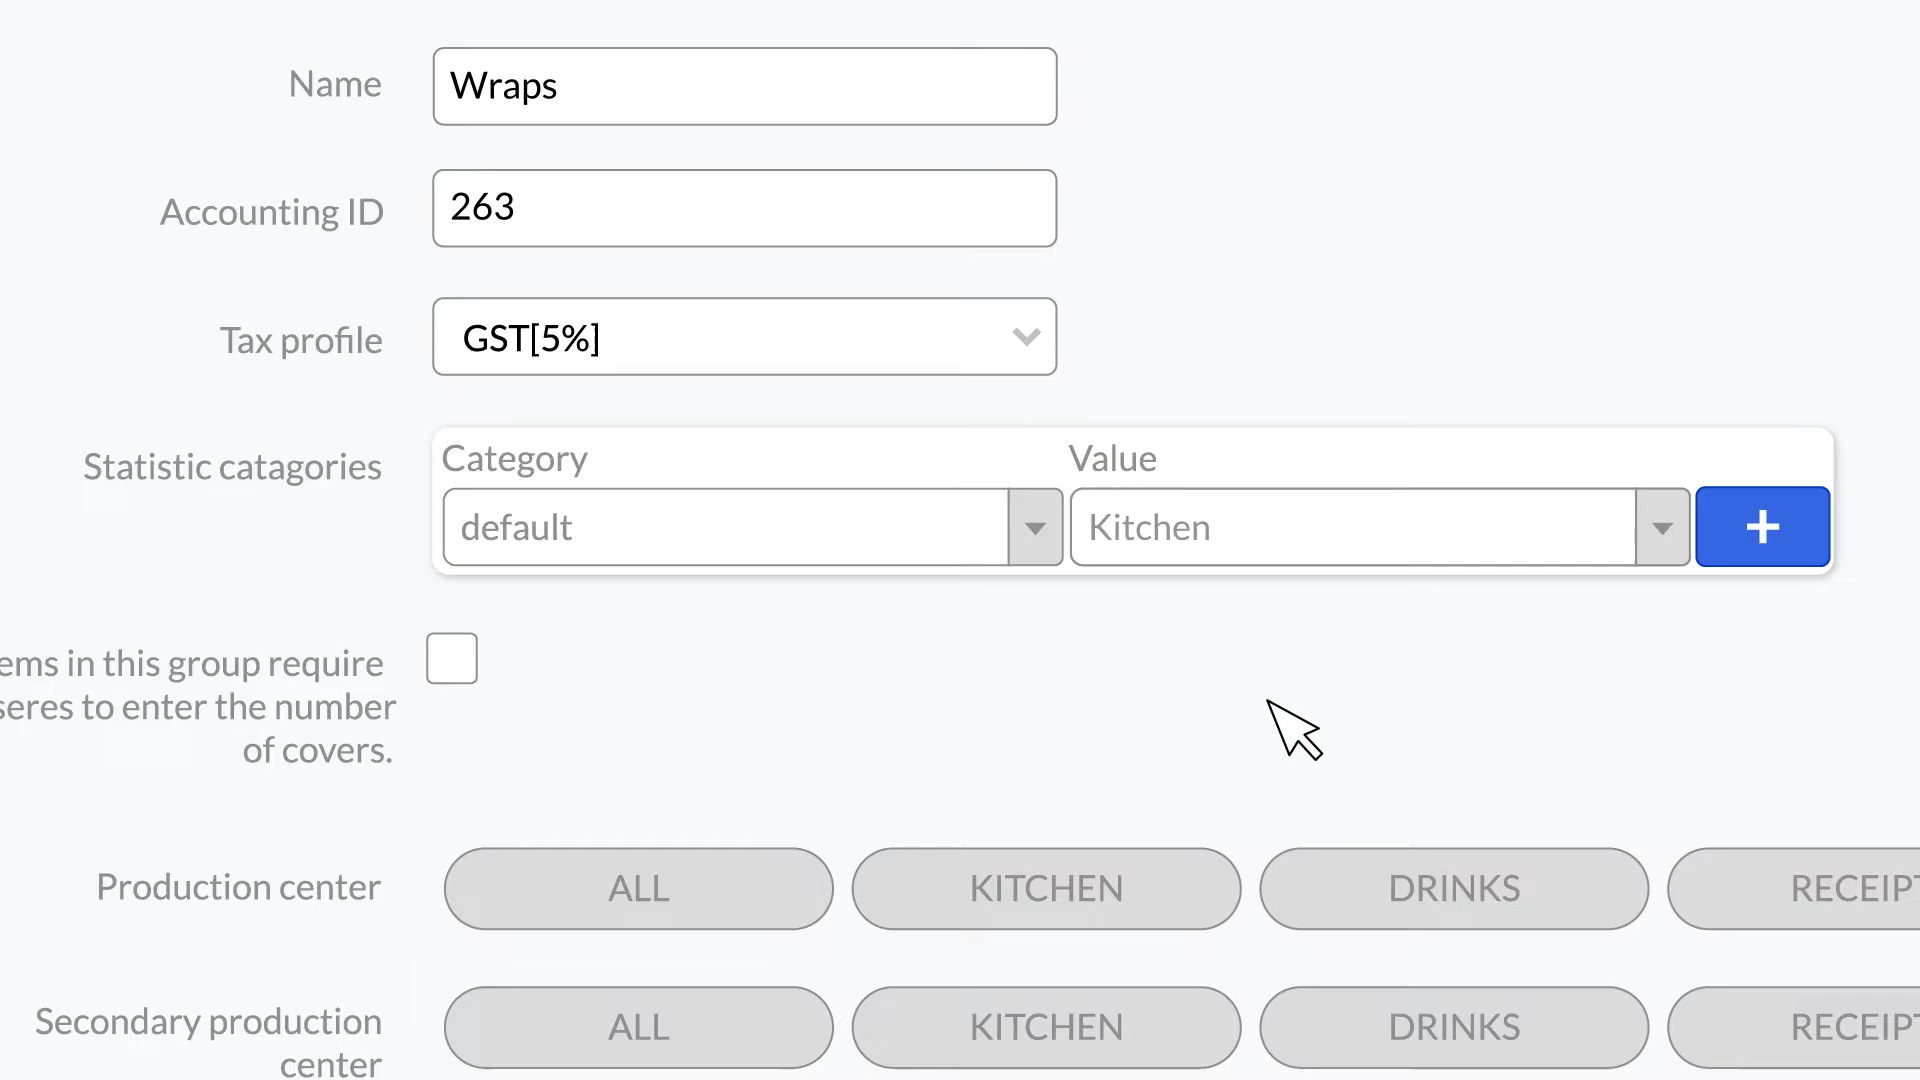 Name
Wraps
Accounting ID
263
Tax profile
GST[5%]
Statistic catagories
Category
Value
default
Kitchen
+
ems in this group require
seres to enter the number
of covers.
Production center
ALL
KITCHEN
DRINKS
RECEIPT
Secondary production
center
ALL
KITCHEN
DRINKS
RECEIPT